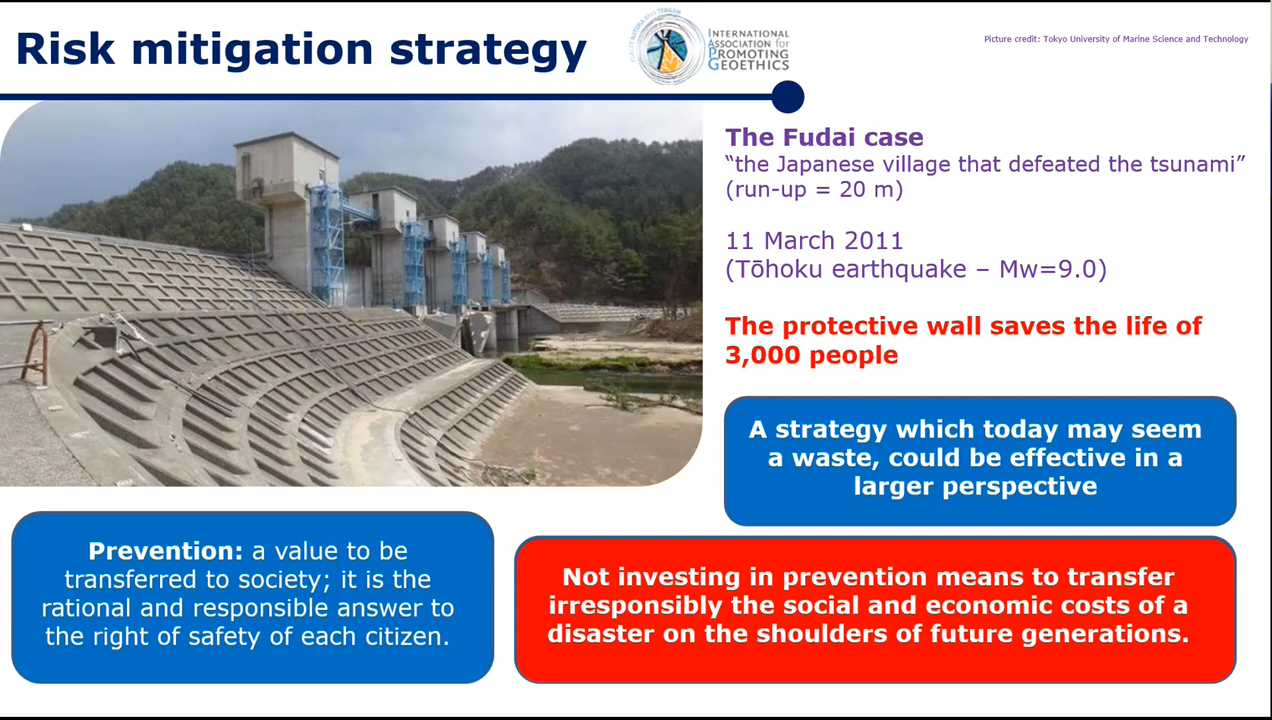 Risk mitigation strategy
INTERNATIONAL
ASSOCIATION FOR
PROMOTING
GEOETHICS
Picture credit: Tokyo University of Marine Science and Technology
The Fudai case
“the Japanese village that defeated the tsunami”
(run-up = 20 m)
11 March 2011
(Tōhoku earthquake – Mw=9.0)
The protective wall saves the life of
3,000 people
A strategy which today may seem
a waste, could be effective in a
larger perspective
Prevention: a value to be
transferred to society; it is the
rational and responsible answer to
the right of safety of each citizen.
Not investing in prevention means to transfer
irresponsibly the social and economic costs of a
disaster on the shoulders of future generations.